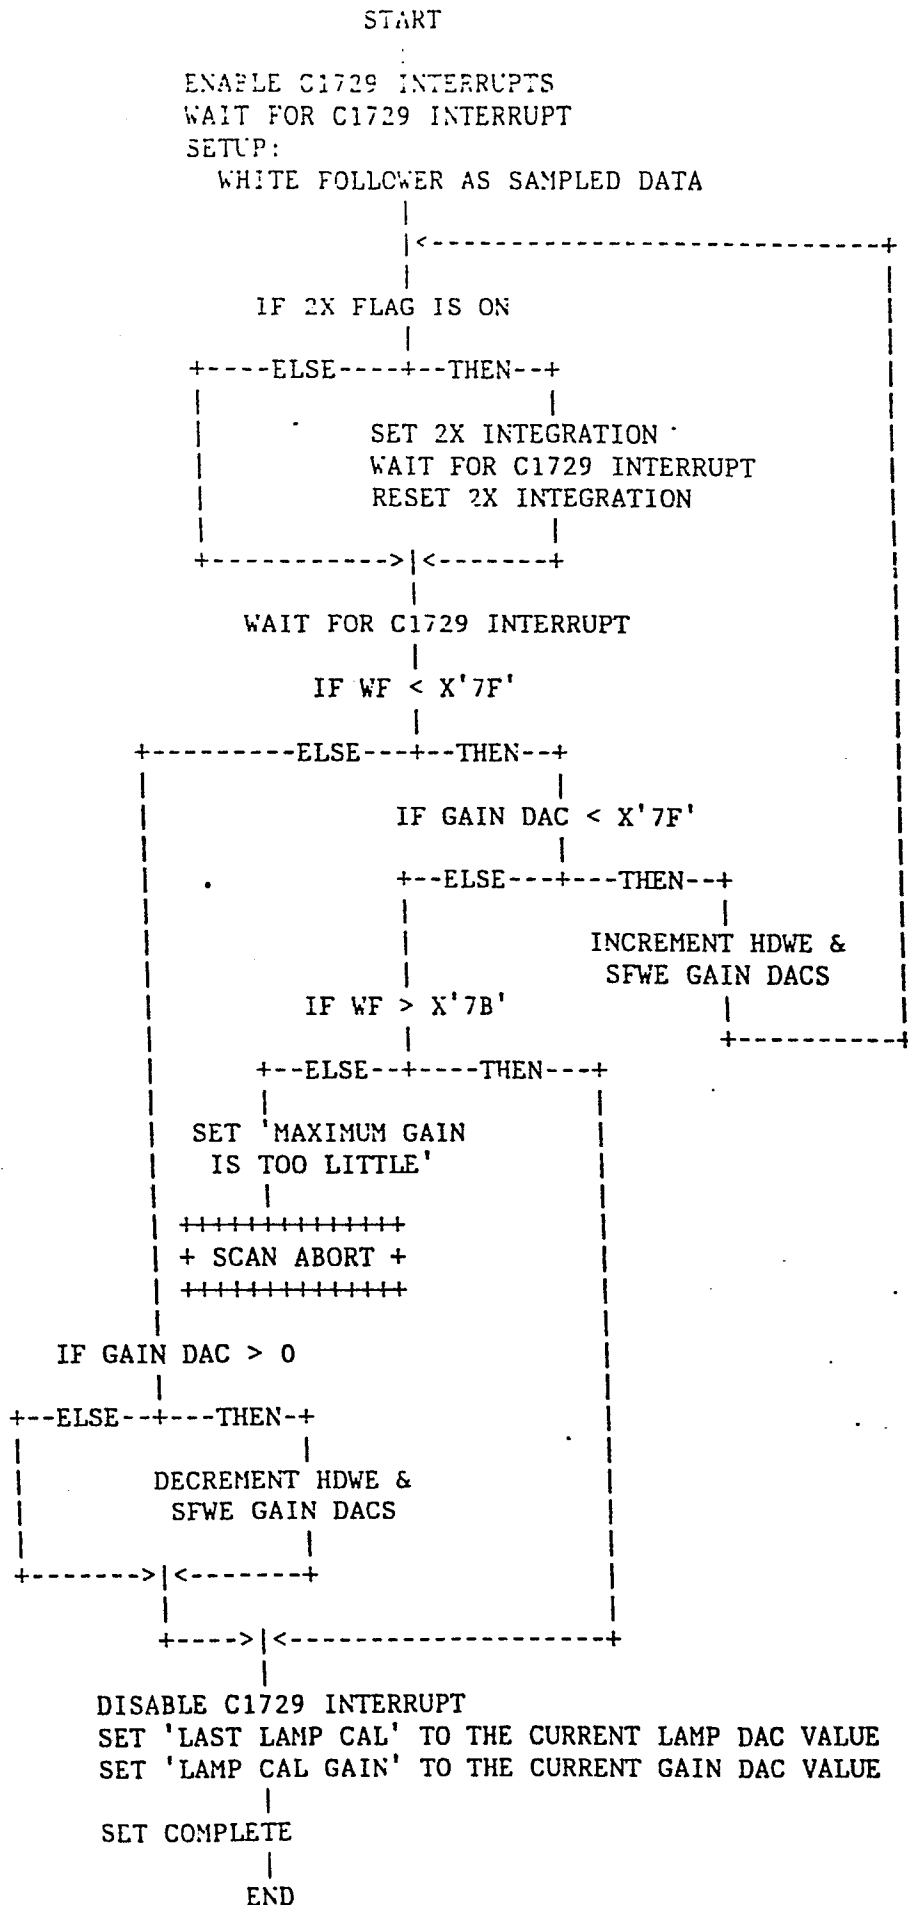 START
ENABLE C1729 INTERRUPTS
WAIT FOR C1729 INTERRUPT
SETUP:
WHITE FOLLOWER AS SAMPLED DATA
IF 2X FLAG IS ON
ELSE THEN
SET 2X INTEGRATION
WAIT FOR C1729 INTERRUPT
RESET 2X INTEGRATION
WAIT FOR C1729 INTERRUPT
IF WF < X'7F'
ELSE THEN
IF GAIN DAC < X'7F'
ELSE THEN
INCREMENT HDWE &
SFWE GAIN DACS
IF WF > X'7B'
ELSE THEN
SET 'MAXIMUM GAIN
IS TOO LITTLE'
+ SCAN ABORT +
IF GAIN DAC > 0
ELSE THEN
DECREMENT HDWE &
SFWE GAIN DACS
DISABLE C1729 INTERRUPT
SET 'LAST LAMP CAL' TO THE CURRENT LAMP DAC VALUE
SET 'LAMP CAL GAIN' TO THE CURRENT GAIN DAC VALUE
SET COMPLETE
END